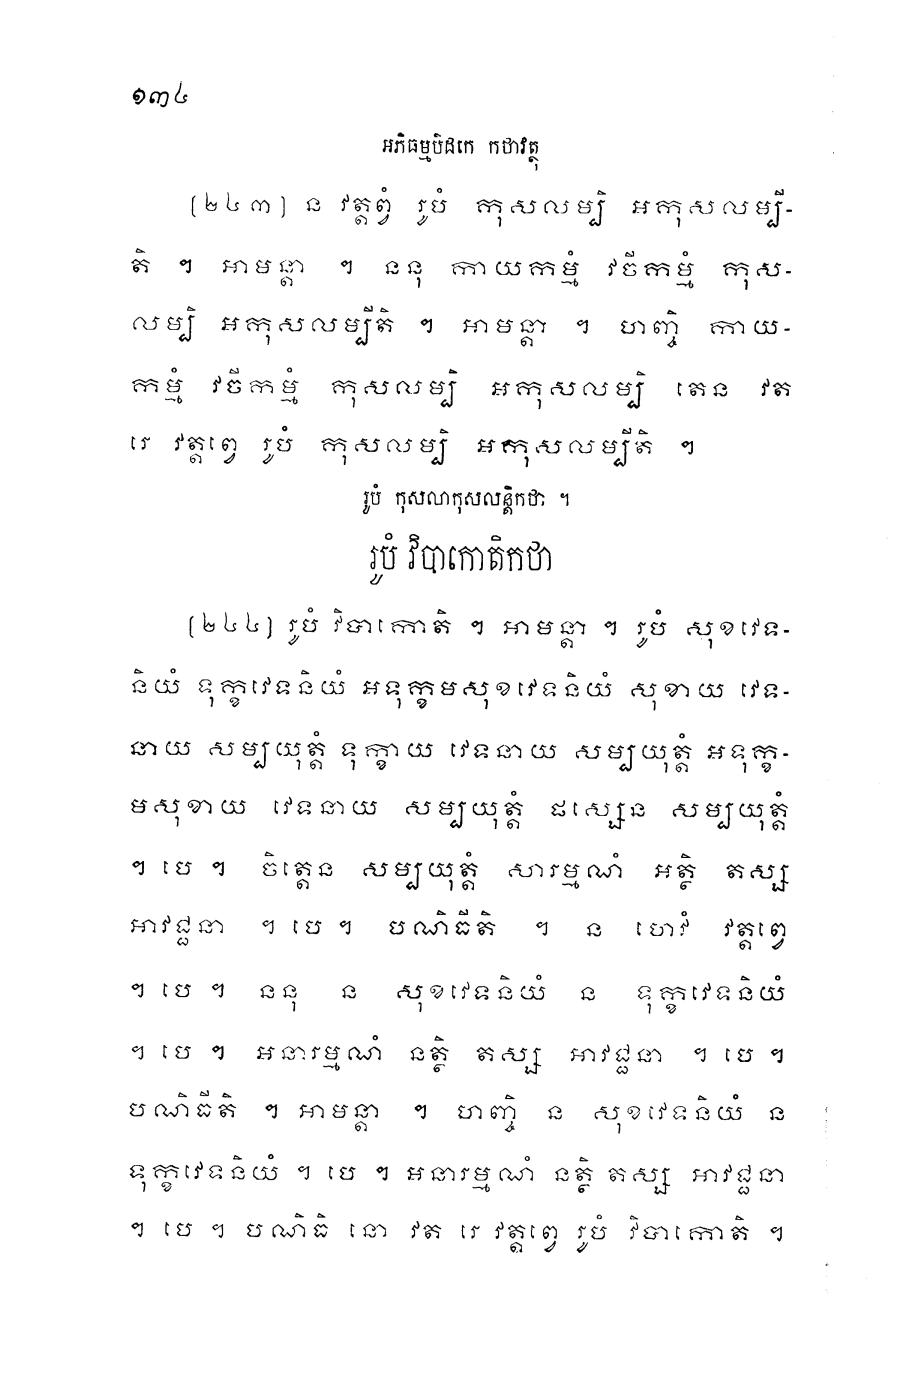 ១៣៤
អភិធម្មបិដកេ កថាវត្ថុ
[២៤៣] ន វត្តព្វំ រូបំ កុសលម្បិ អកុសលម្បី-
តិ ។ អាមន្តា ។ ននុ កាយកម្មំ វចីកម្មំ កុស-
លម្បិ អកុសលម្បីតិ ។ អាមន្តា ។ ហញ្ចិ កាយ-
កម្មំ វចីកម្មំ កុសលម្បិ អកុសលម្បិ តេន វត
រេ វត្តព្វេ រូបំ កុសលម្បិ អកុសលម្បីតិ ។
រូបំ កុសលាកុសលន្តិកថា ។
រូបំ វិបាកោតិកថា
[២៤៤] រូបំ វិបាកោតិ ។ អាមន្តា ។ រូបំ សុខវេទ-
និយំ ទុក្ខវេទនិយំ អទុក្ខមសុខវេទនិយំ សុខាយ វេទ-
នាយ សម្បយុត្តំ ទុក្ខាយ វេទនាយ សម្បយុត្តំ អទុក្ខ-
មសុខាយ វេទនាយ សម្បយុត្តំ ផស្សេន សម្បយុត្តំ
។ បេ ។ ចិត្តេន សម្បយុត្តំ សារម្មណំ អត្ថិ តស្ស
អាវជ្ជនា ។ បេ ។ បណិធីតិ ។ ន ហេវំ វត្តព្វេ
។ បេ ។ ននុ ន សុខវេទនិយំ ន ទុក្ខវេទនិយំ
។ បេ ។ អនារម្មណំ នត្ថិ តស្ស អាវជ្ជនា ។ បេ ។
បណិធីតិ ។ អាមន្តា ។ ហញ្ចិ ន សុខវេទនិយំ ន
ទុក្ខវេទនិយំ ។ បេ ។ អនារម្មណំ នត្ថិ តស្ស អាវជ្ជនា
។ បេ ។ បណិធិ នោ វត រេ វត្តព្វេ រូបំ វិបាកោតិ ។